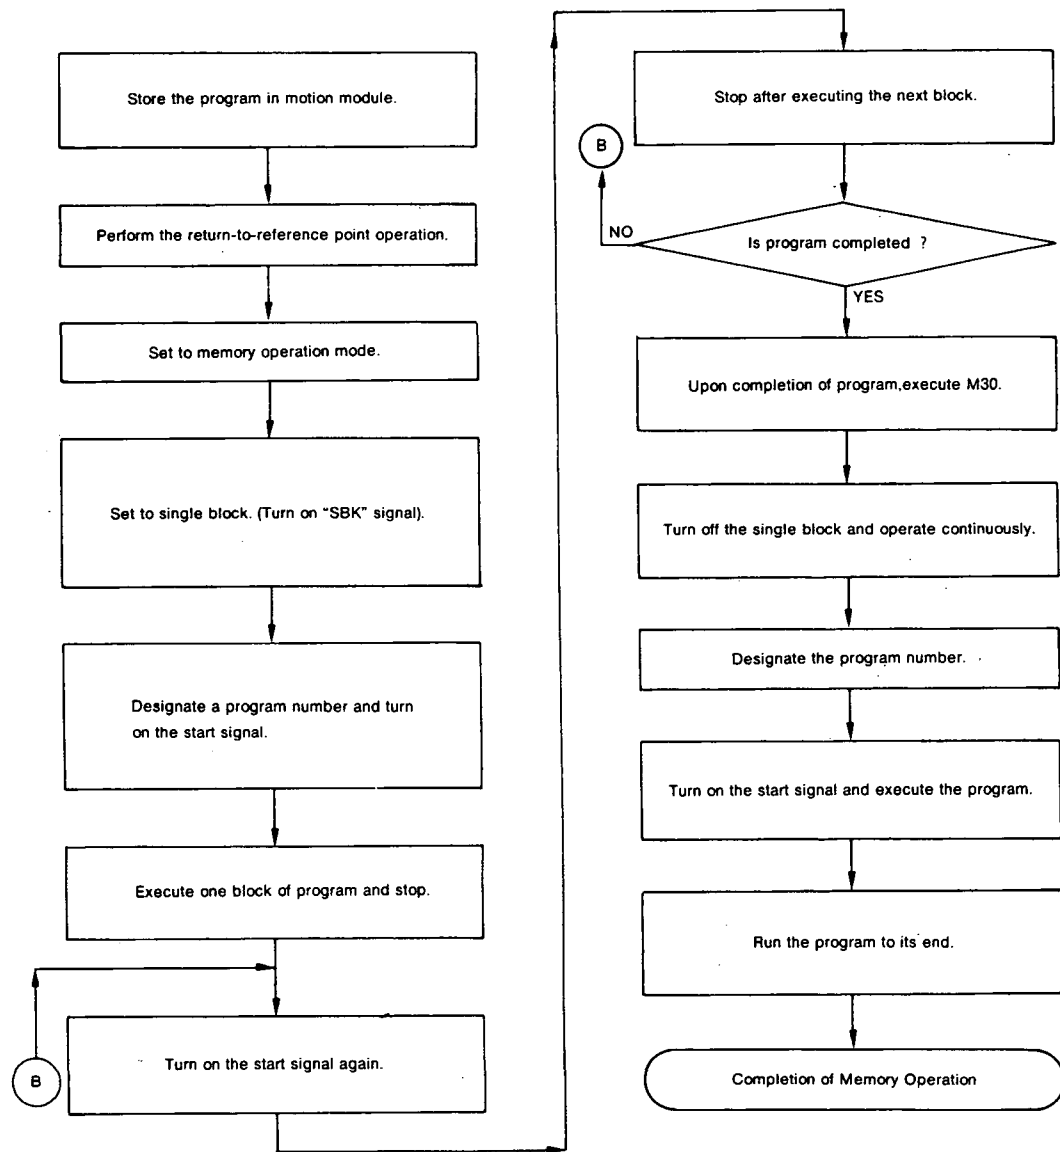 Store the program in motion module.
Perform the return-to-reference point operation.
Set to memory operation mode.
Set to single block. (Turn on “SBK” signal).
Designate a program number and turn
on the start signal.
Execute one block of program and stop.
B
Turn on the start signal again.
Stop after executing the next block.
B
NO
Is program completed ?
YES
Upon completion of program,execute M30.
Turn off the single block and operate continuously.
Designate the program number.
Turn on the start signal and execute the program.
Run the program to its end.
Completion of Memory Operation